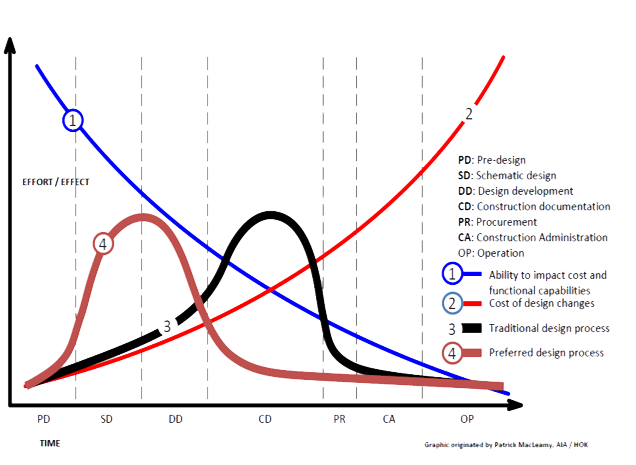 1
2
EFFORT / EFFECT
4
3
PD: Pre-design
SD: Schematic design
DD: Design development
CD: Construction documentation
PR: Procurement
CA: Construction Administration
OP: Operation
1 Ability to impact cost and
functional capabilities
2 Cost of design changes
3 Traditional design process
4 Preferred design process
PD SD DD CD PR CA OP
TIME
Graphic originated by Patrick MacLeamy, AIA / HOK